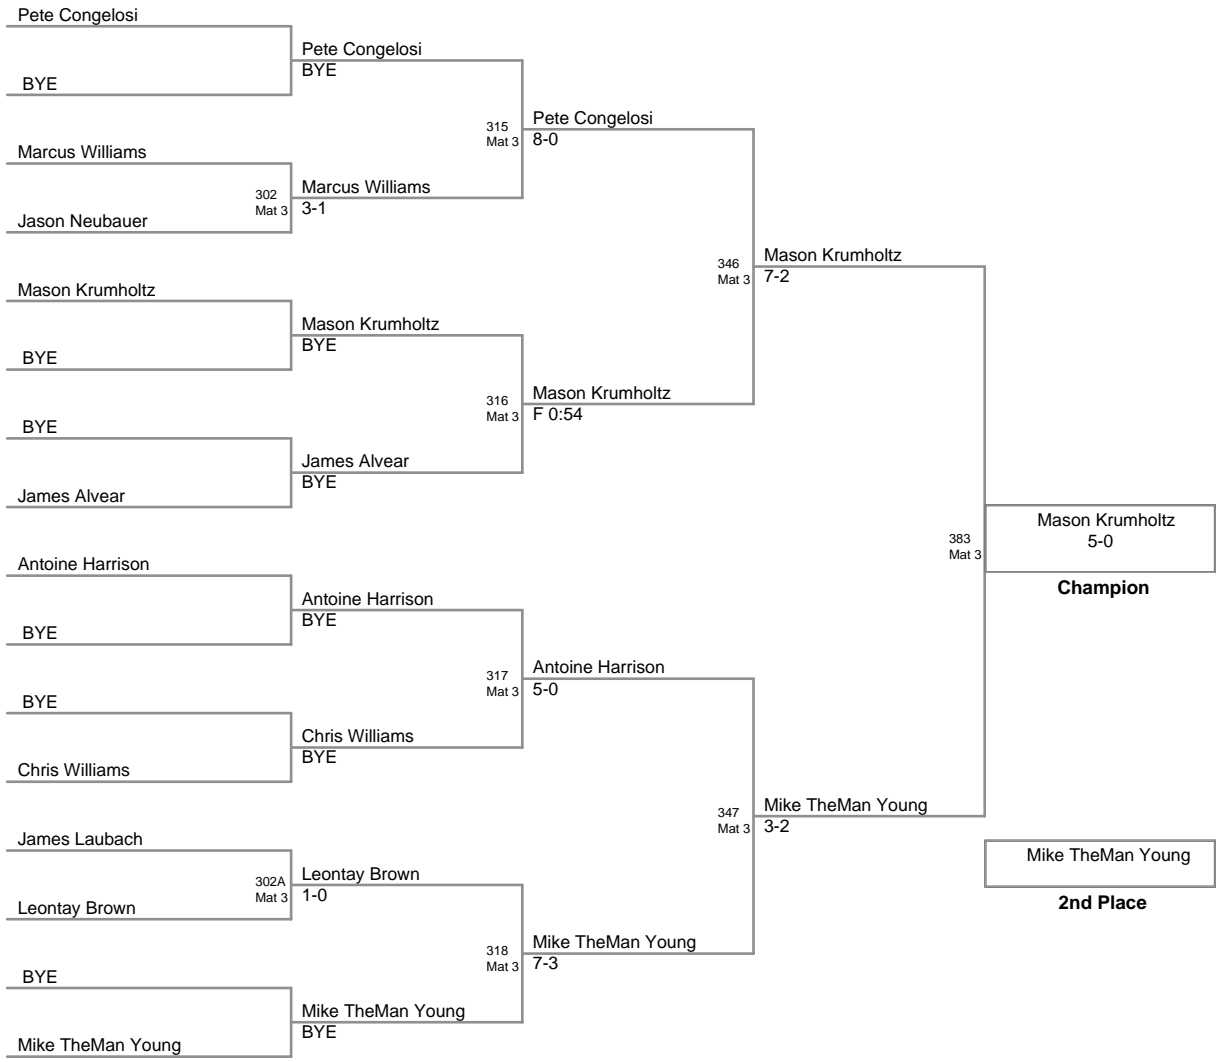 Pete Congelosi
Pete Congelosi
BYE
BYE
315
Mat 3
Pete Congelosi
8-0
Marcus Williams
302
Mat 3
Marcus Williams
3-1
Jason Neubauer
346
Mat 3
Mason Krumholtz
7-2
Mason Krumholtz
Mason Krumholtz
BYE
BYE
316
Mat 3
Mason Krumholtz
F 0:54
BYE
James Alvear
BYE
James Alvear
383
Mat 3
Mason Krumholtz
5-0
Champion
Antoine Harrison
Antoine Harrison
BYE
BYE
317
Mat 3
Antoine Harrison
5-0
BYE
Chris Williams
BYE
Chris Williams
347
Mat 3
Mike TheMan Young
3-2
James Laubach
302A
Mat 3
Leontay Brown
1-0
Leontay Brown
Mike TheMan Young
2nd Place
318
Mat 3
Mike TheMan Young
7-3
BYE
Mike TheMan Young
BYE
Mike TheMan Young